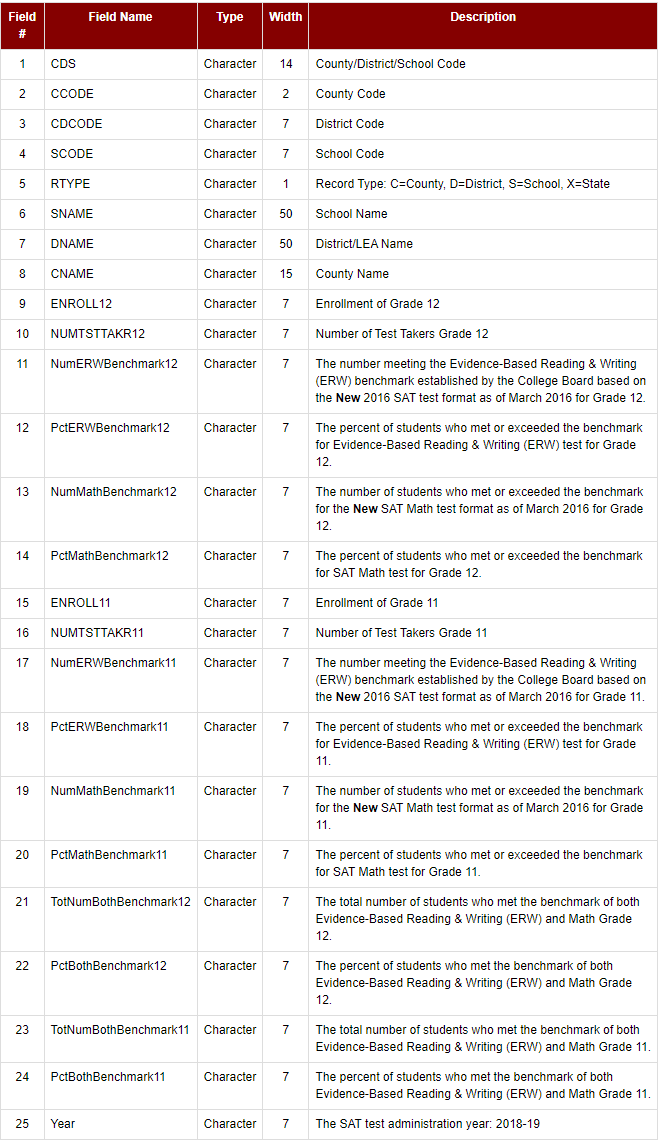 Field # Field Name Type Width Description
1 CDS Character 14 County/District/School Code
2 CCODE Character 2 County Code
3 CDCODE Character 7 District Code
4 SCODE Character 7 School Code
5 RTYPE Character 1 Record Type: C=County, D=District, S=School, X=State
6 SNAME Character 50 School Name
7 DNAME Character 50 District/LEA Name
8 CNAME Character 15 County Name
9 ENROLL12 Character 7 Enrollment of Grade 12
10 NUMTSTTAKR12 Character 7 Number of Test Takers Grade 12
11 NumERWBenchmark12 Character 7 The number meeting the Evidence-Based Reading & Writing
(ERW) benchmark established by the College Board based on
the New 2016 SAT test format as of March 2016 for Grade 12.
12 PctERWBenchmark12 Character 7 The percent of students who met or exceeded the benchmark
for Evidence-Based Reading & Writing (ERW) test for Grade
12.
13 NumMathBenchmark12 Character 7 The number of students who met or exceeded the benchmark
for the New SAT Math test format as of March 2016 for Grade
12.
14 PctMathBenchmark12 Character 7 The percent of students who met or exceeded the benchmark
for SAT Math test for Grade 12.
15 ENROLL11 Character 7 Enrollment of Grade 11
16 NUMTSTTAKR11 Character 7 Number of Test Takers Grade 11
17 NumERWBenchmark11 Character 7 The number meeting the Evidence-Based Reading & Writing
(ERW) benchmark established by the College Board based on
the New 2016 SAT test format as of March 2016 for Grade 11.
18 PctERWBenchmark11 Character 7 The percent of students who met or exceeded the benchmark
for Evidence-Based Reading & Writing (ERW) test for Grade
11.
19 NumMathBenchmark11 Character 7 The number of students who met or exceeded the benchmark
for the New SAT Math test format as of March 2016 for Grade
11.
20 PctMathBenchmark11 Character 7 The percent of students who met or exceeded the benchmark
for SAT Math test for Grade 11.
21 TotNumBothBenchmark12 Character 7 The total number of students who met the benchmark of both
Evidence-Based Reading & Writing (ERW) and Math Grade
12.
22 PctBothBenchmark12 Character 7 The percent of students who met the benchmark of both
Evidence-Based Reading & Writing (ERW) and Math Grade
12.
23 TotNumBothBenchmark11 Character 7 The total number of students who met the benchmark of both
Evidence-Based Reading & Writing (ERW) and Math Grade 11.
24 PctBothBenchmark11 Character 7 The percent of students who met the benchmark of both
Evidence-Based Reading & Writing (ERW) and Math Grade 11.
25 Year Character 7 The SAT test administration year: 2018-19